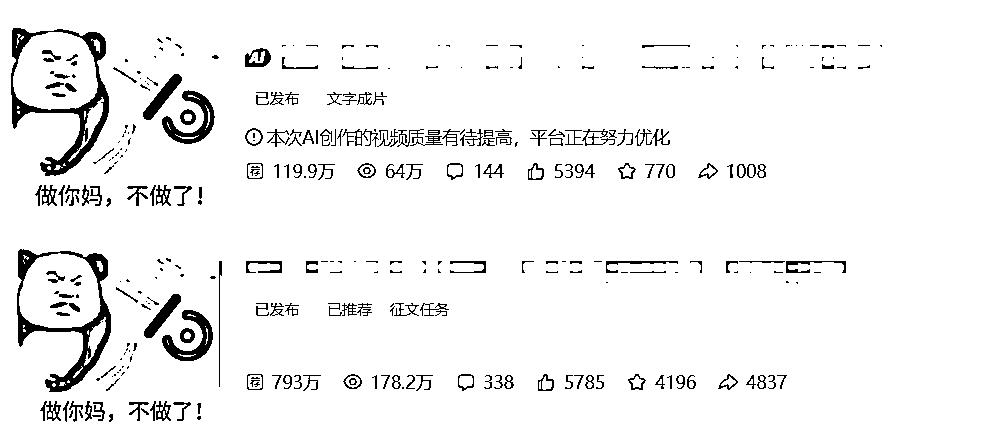 AI
已发布 文字成片
本次AI创作的视频质量有待提高，平台正在努力优化
荐 119.9万 64万 144 5394 770 1008
做你妈，不做了！
已发布 已推荐 征文任务
荐 793万 178.2万 338 5785 4196 4837
做你妈，不做了！